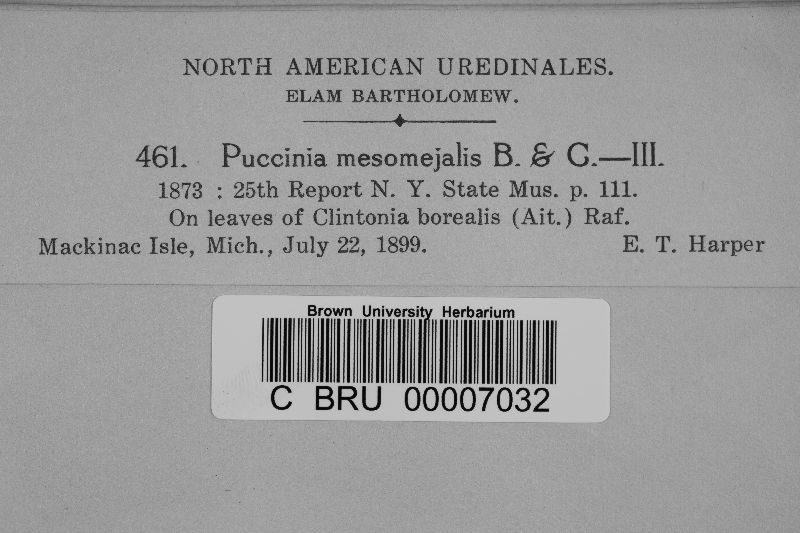 NORTH AMERICAN UREDINALES.
ELAM BARTHOLOMEW.
461. Puccinia mesomejalis B. & C.—III.
1873 : 25th Report N. Y. State Mus. p. 111.
On leaves of Clintonia borealis (Ait.) Raf.
Mackinac Isle, Mich., July 22, 1899. E. T. Harper
Brown University Herbarium
C BRU 00007032